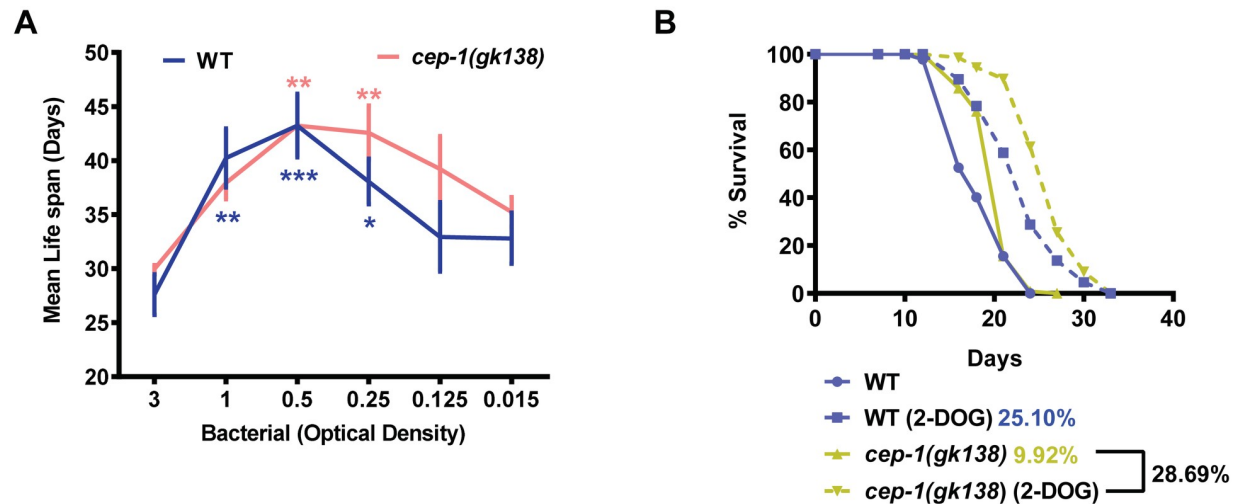 A
WT
cep-1(gk138)
50
45
40
35
30
25
20
Mean Life span (Days)
**
**
***
**
*
3 1 0.5 0.25 0.125 0.015
Bacterial (Optical Density)
B
100
80
60
40
20
0
% Survival
0 10 20 30 40
Days
WT
WT (2-DOG) 25.10%
cep-1(gk138) 9.92%
cep-1(gk138) (2-DOG)
28.69%